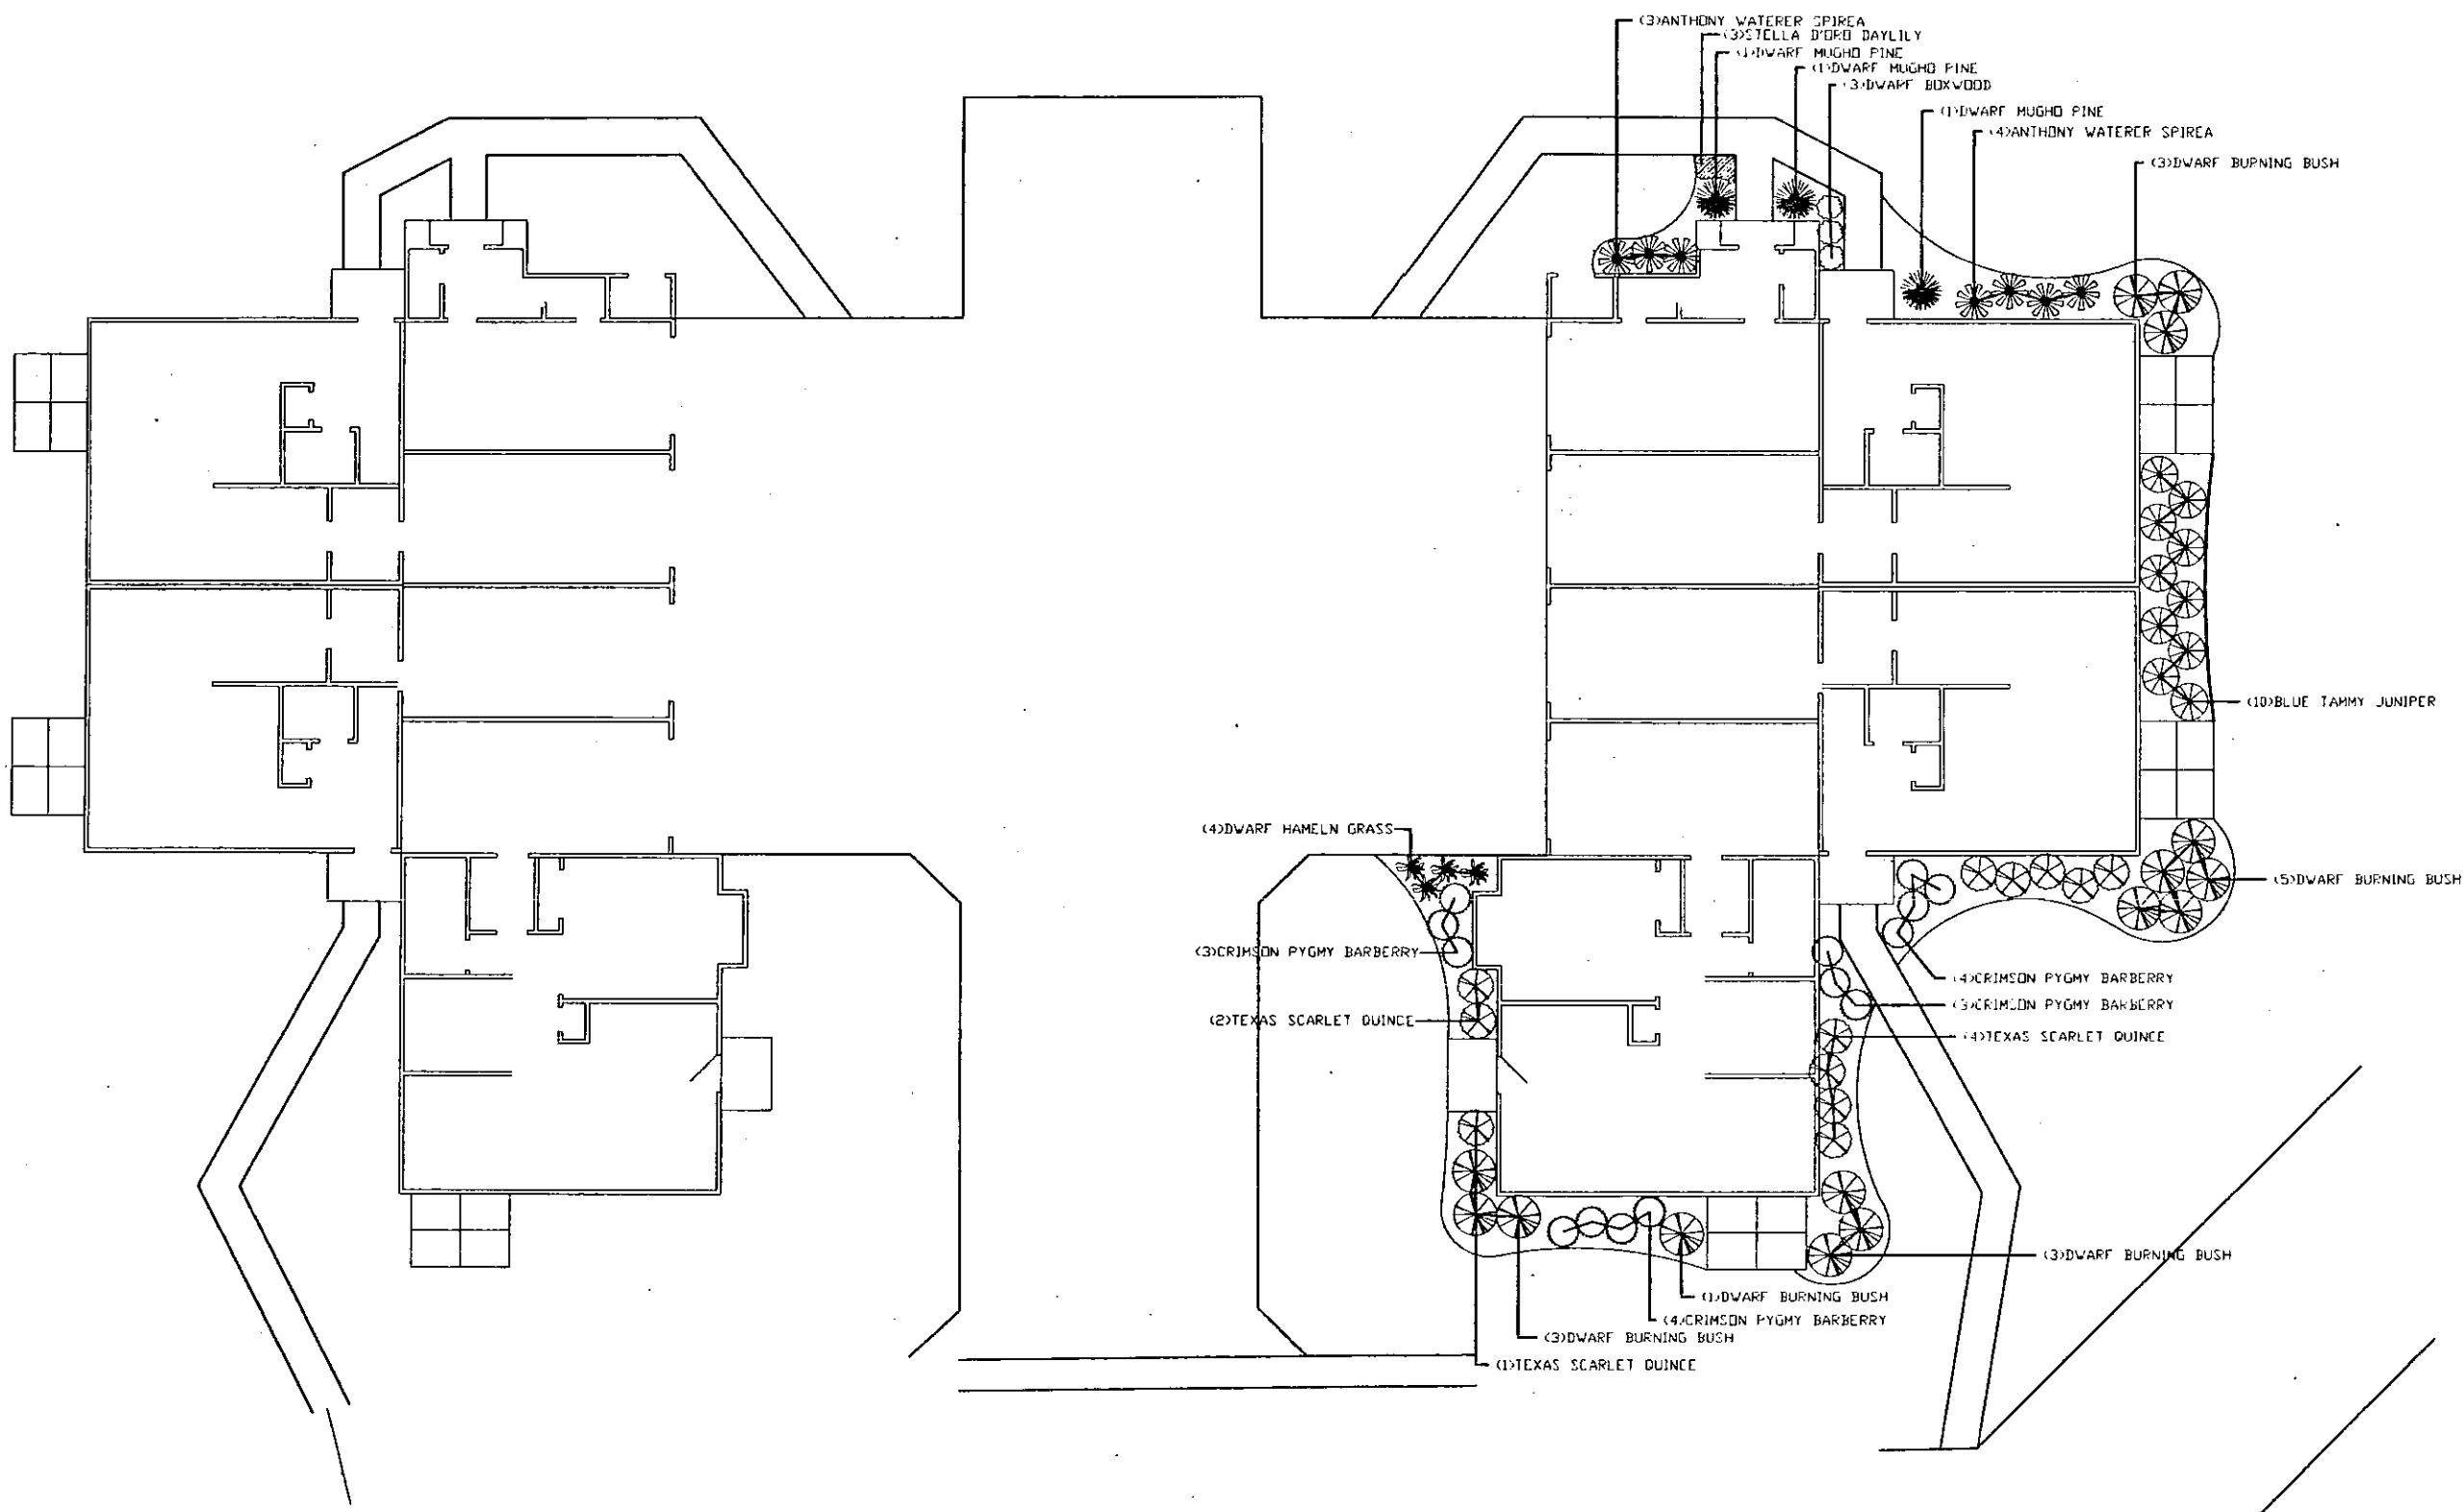 (3)ANTHONY WATERER SPIREA
(3)STELLA D'ORO DAYLILY
(1)DWARF MUGHO PINE
(1)DWARF MUGHO PINE
(3)DWARF BOXWOOD
(1)DWARF MUGHO PINE
(4)ANTHONY WATERER SPIREA
(3)DWARF BURNING BUSH
(10)BLUE TAMMY JUNIPER
(4)DWARF HAMELN GRASS
(5)DWARF BURNING BUSH
(3)CRIMSON PYGMY BARBERRY
(4)CRIMSON PYGMY BARBERRY
(3)CRIMSON PYGMY BARBERRY
(2)TEXAS SCARLET QUINCE
(4)TEXAS SCARLET QUINCE
(3)DWARF BURNING BUSH
(1)DWARF BURNING BUSH
(4)CRIMSON PYGMY BARBERRY
(3)DWARF BURNING BUSH
(1)TEXAS SCARLET QUINCE